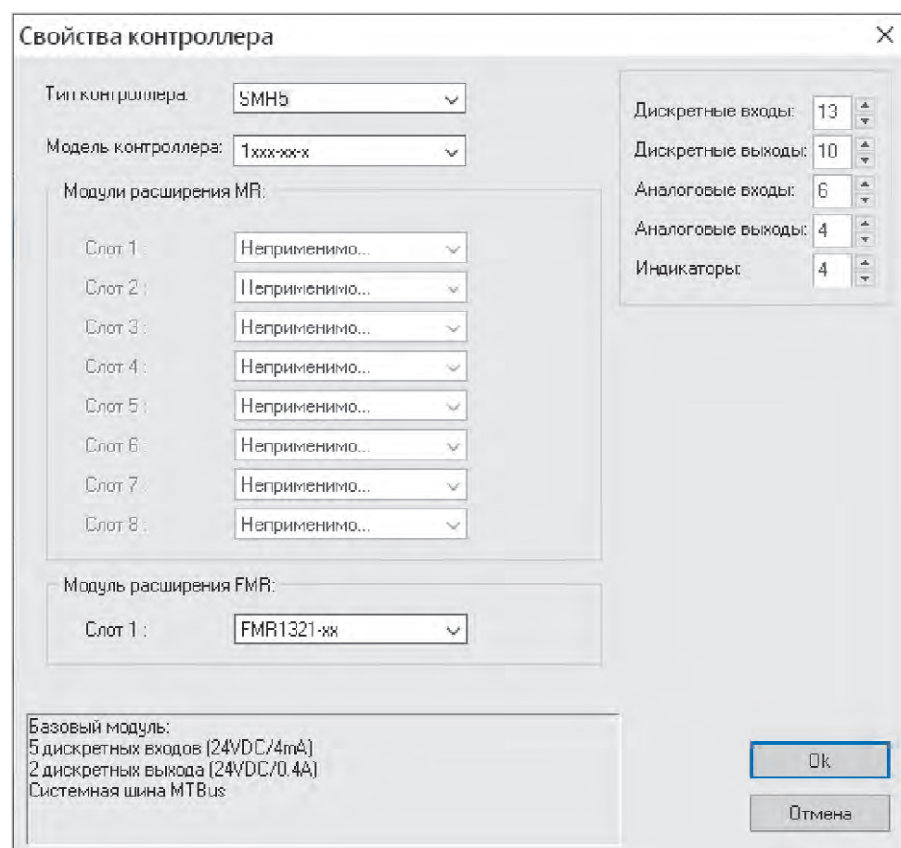 Свойства контроллера
Тип контроллера: SMH5
Модель контроллера: 1xxx-xx-x
Модули расширения MR:
Слот 1 : Неприменимо...
Слот 2 : Неприменимо...
Слот 3 : Неприменимо...
Слот 4 : Неприменимо...
Слот 5 : Неприменимо...
Слот 6 : Неприменимо...
Слот 7 : Неприменимо...
Слот 8 : Неприменимо...
Модуль расширения FMR:
Слот 1 : FMR1321-xx
Дискретные входы: 13
Дискретные выходы: 10
Аналоговые входы: 6
Аналоговые выходы: 4
Индикаторы: 4
Базовый модуль:
5 дискретных входов (24VDC/4mA)
2 дискретных выхода (24VDC/0.4A)
Системная шина MTBus
Ok
Отмена